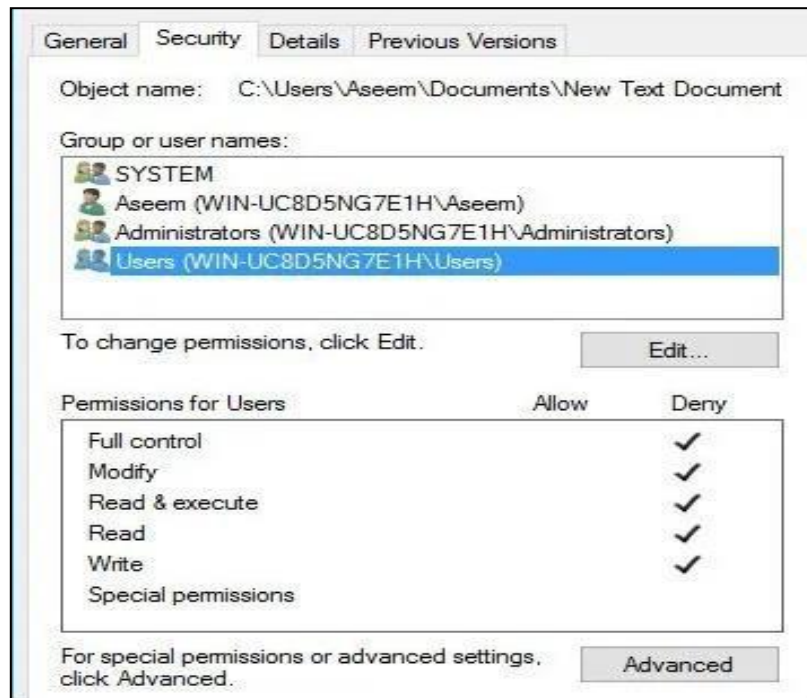 General Security Details Previous Versions
Object name: C:\Users\Aseem\Documents\New Text Document
Group or user names:
SYSTEM
Aseem (WIN-UC8D5NG7E1H\Aseem)
Administrators (WIN-UC8D5NG7E1H\Administrators)
Users (WIN-UC8D5NG7E1H\Users)
To change permissions, click Edit.
Edit...
Permissions for Users Allow Deny
Full control
Modify
Read & execute
Read
Write
Special permissions
For special permissions or advanced settings,
click Advanced.
Advanced